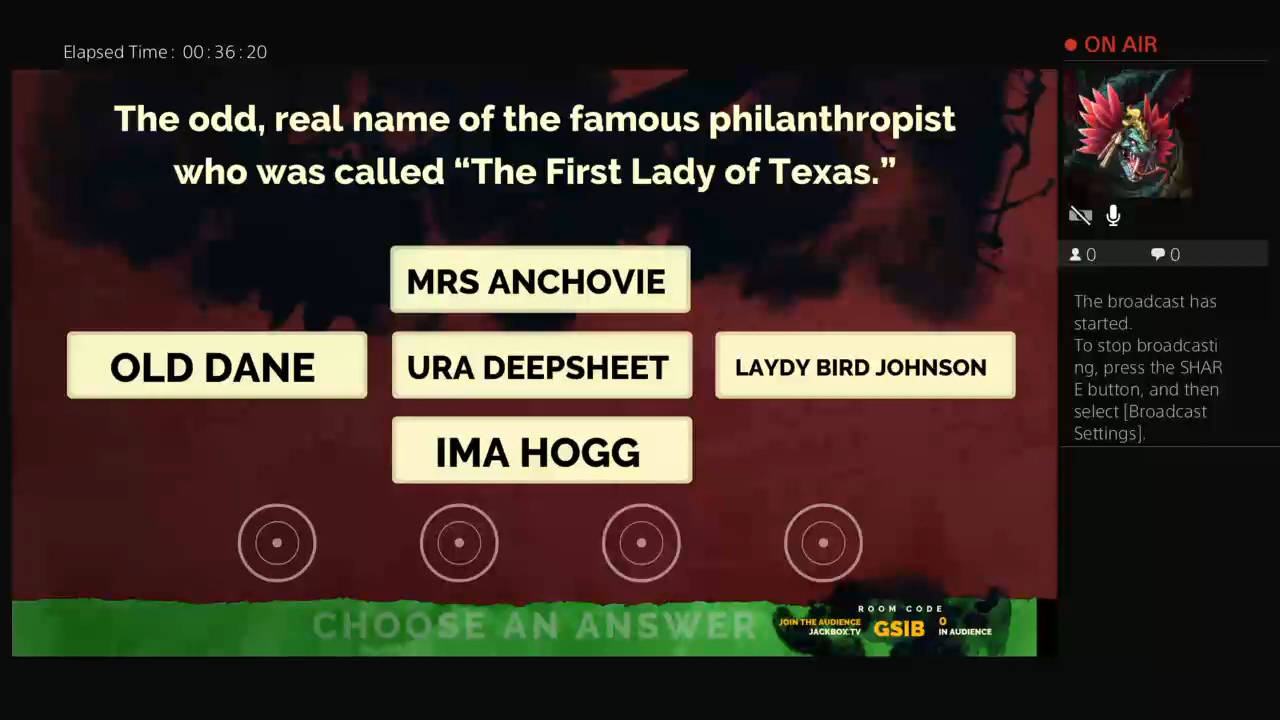 Elapsed Time: 00:36:20
ON AIR
The odd, real name of the famous philanthropist
who was called “The First Lady of Texas.”
MRS ANCHOVIE
OLD DANE
URA DEEPSHEET
LAYDY BIRD JOHNSON
IMA HOGG
CHOOSE AN ANSWER
ROOM CODE
JOIN THE AUDIENCE
JACKBOX.TV
GSIB
0
IN AUDIENCE
0
0
The broadcast has
started.
To stop broadcasti
ng, press the SHAR
E button, and then
select [Broadcast
Settings].